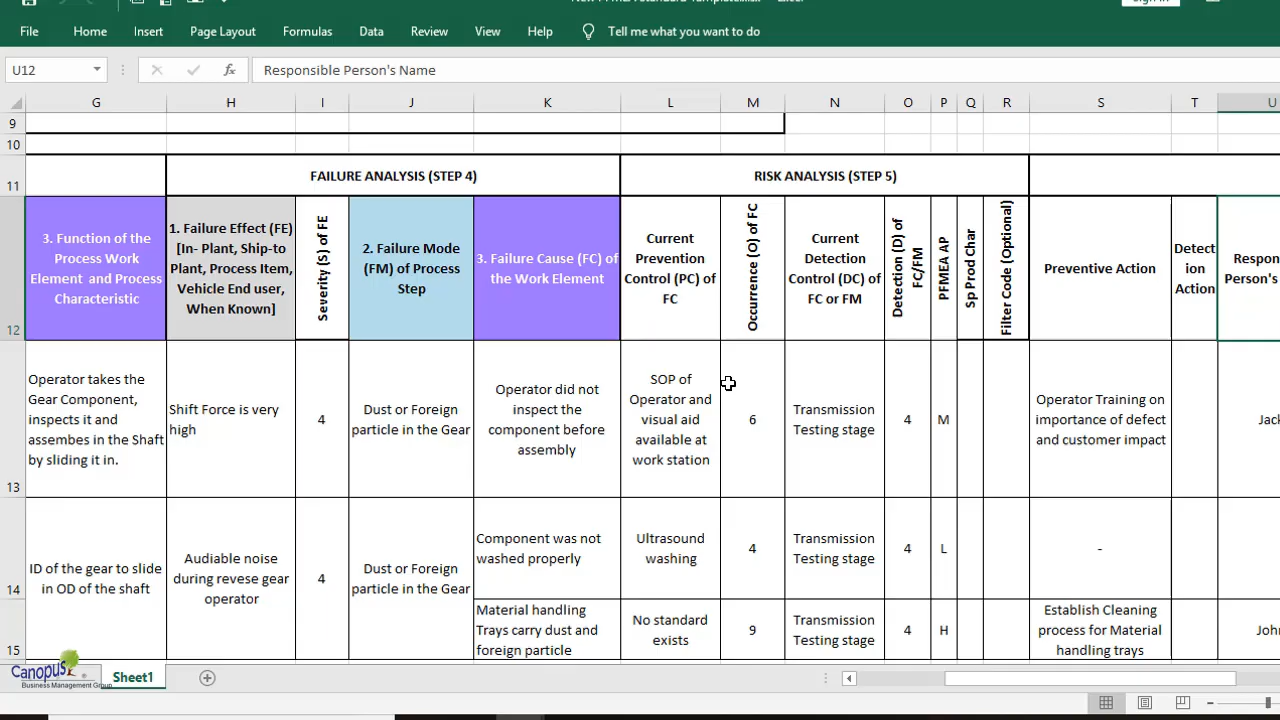 File Home Insert Page Layout Formulas Data Review View Help Tell me what you want to do
U12 fx Responsible Person's Name
G H I J K L M N O P Q R S T U
9
10
11 FAILURE ANALYSIS (STEP 4) RISK ANALYSIS (STEP 5)
12
3. Function of the
Process Work
Element and Process
Characteristic
1. Failure Effect (FE)
[In- Plant, Ship-to
Plant, Process Item,
Vehicle End user,
When Known]
Severity (S) of FE
2. Failure Mode
(FM) of Process
Step
3. Failure Cause (FC) of
the Work Element
Current
Prevention
Control (PC) of
FC
Occurrence (O) of FC
Current
Detection
Control (DC) of
FC or FM
Detection (D) of
FC/FM
PFMEA AP
Sp Prod Char
Filter Code (Optional)
Preventive Action
Detect
ion
Action
Respon
Person's
13
Operator takes the
Gear Component,
inspects it and
assembes in the Shaft
by sliding it in.
Shift Force is very
high
4
Dust or Foreign
particle in the Gear
Operator did not
inspect the
component before
assembly
SOP of
Operator and
visual aid
available at
work station
6
Transmission
Testing stage
4
M
Operator Training on
importance of defect
and customer impact
Jack
14
ID of the gear to slide
in OD of the shaft
Audiable noise
during revese gear
operator
4
Dust or Foreign
particle in the Gear
Component was not
washed properly
Ultrasound
washing
4
Transmission
Testing stage
4
L
-
15
Material handling
Trays carry dust and
foreign particle
No standard
exists
9
Transmission
Testing stage
4
H
Establish Cleaning
process for Material
handling trays
John
Canopus
Business Management Group
Sheet1